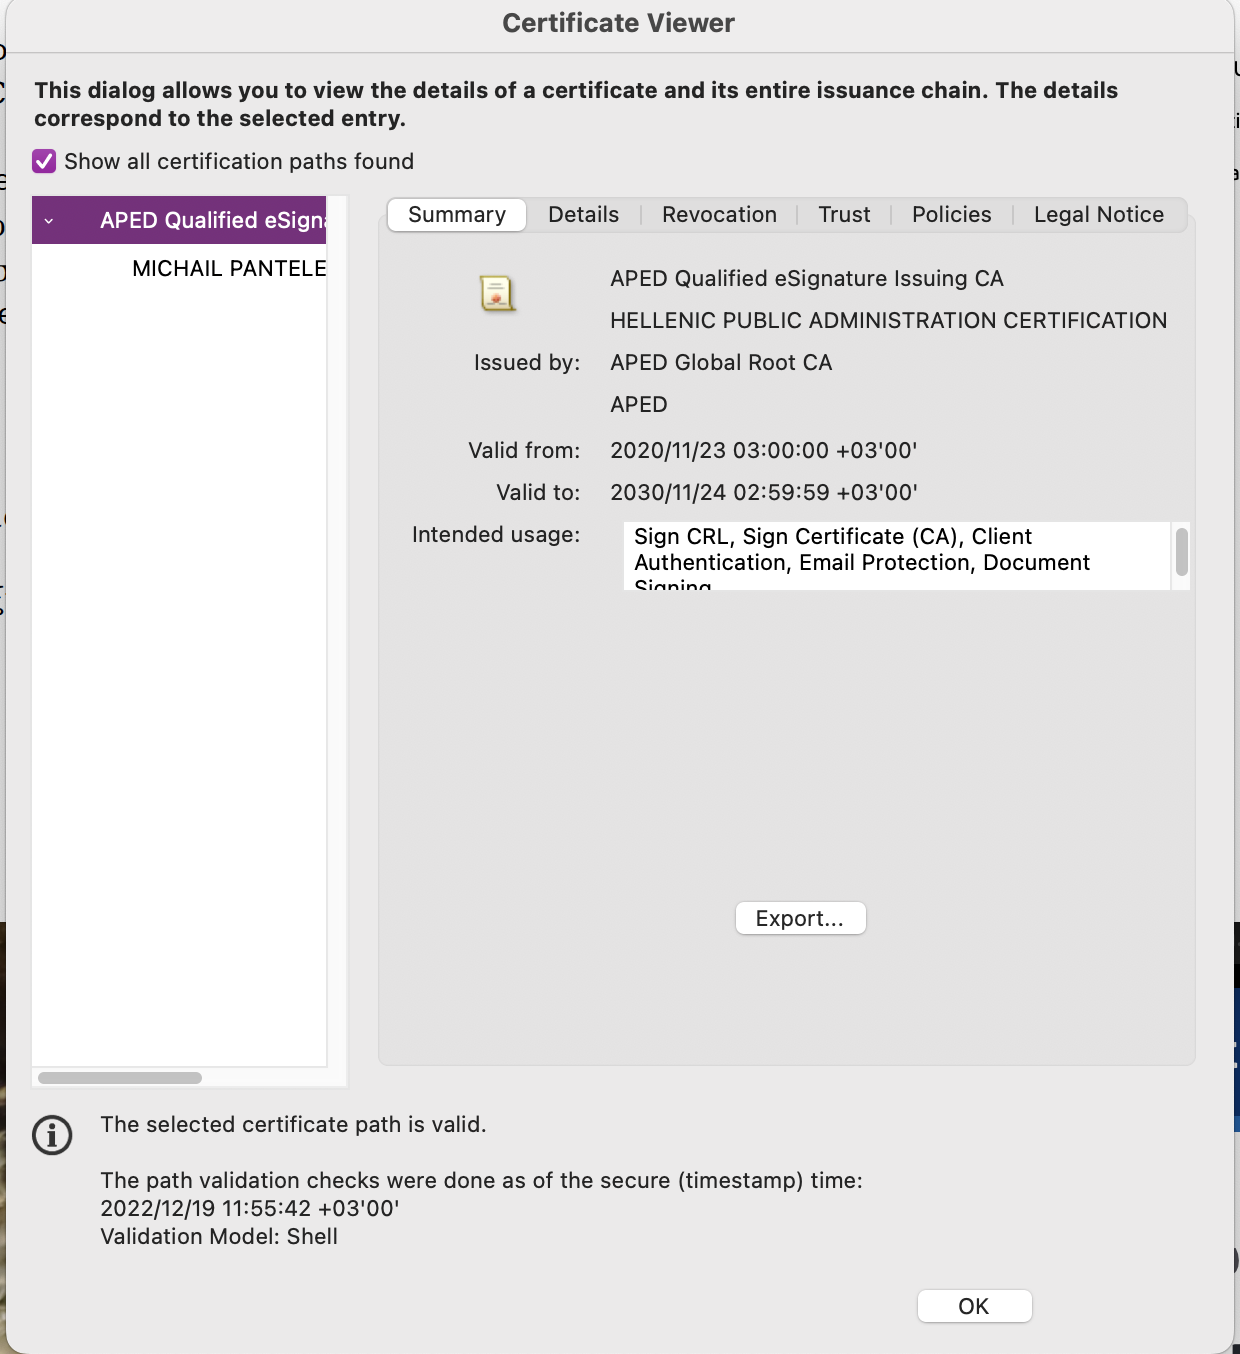 Certificate Viewer
This dialog allows you to view the details of a certificate and its entire issuance chain. The details
correspond to the selected entry.
Show all certification paths found
APED Qualified eSigna
MICHAIL PANTELE
Summary Details Revocation Trust Policies Legal Notice
APED Qualified eSignature Issuing CA
HELLENIC PUBLIC ADMINISTRATION CERTIFICATION
Issued by: APED Global Root CA
APED
Valid from: 2020/11/23 03:00:00 +03'00'
Valid to: 2030/11/24 02:59:59 +03'00'
Intended usage: Sign CRL, Sign Certificate (CA), Client
Authentication, Email Protection, Document
Signing
Export...
The selected certificate path is valid.
The path validation checks were done as of the secure (timestamp) time:
2022/12/19 11:55:42 +03'00'
Validation Model: Shell
OK